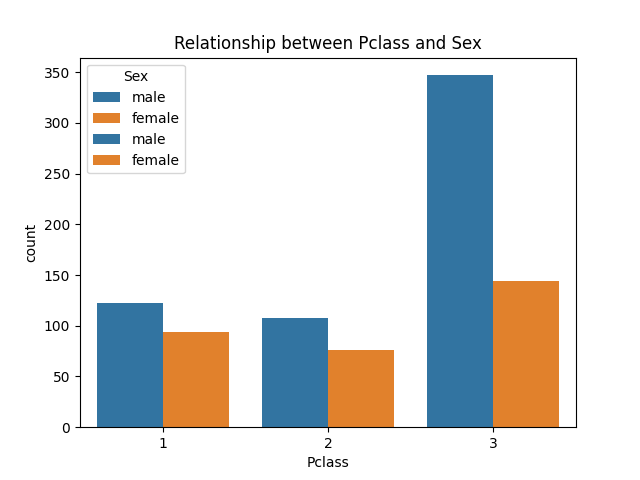 Relationship between Pclass and Sex
Sex
male
female
male
female
count
350
300
250
200
150
100
50
0
1 2 3
Pclass